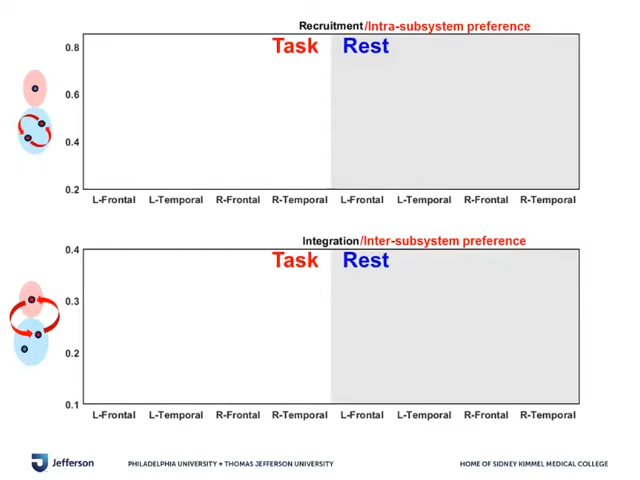 Recruitment/Intra-subsystem preference
Task Rest
0.8
0.6
0.4
0.2
L-Frontal L-Temporal R-Frontal R-Temporal L-Frontal L-Temporal R-Frontal R-Temporal
Integration/Inter-subsystem preference
Task Rest
0.4
0.3
0.2
0.1
L-Frontal L-Temporal R-Frontal R-Temporal L-Frontal L-Temporal R-Frontal R-Temporal
Jefferson PHILADELPHIA UNIVERSITY + THOMAS JEFFERSON UNIVERSITY HOME OF SIDNEY KIMMEL MEDICAL COLLEGE